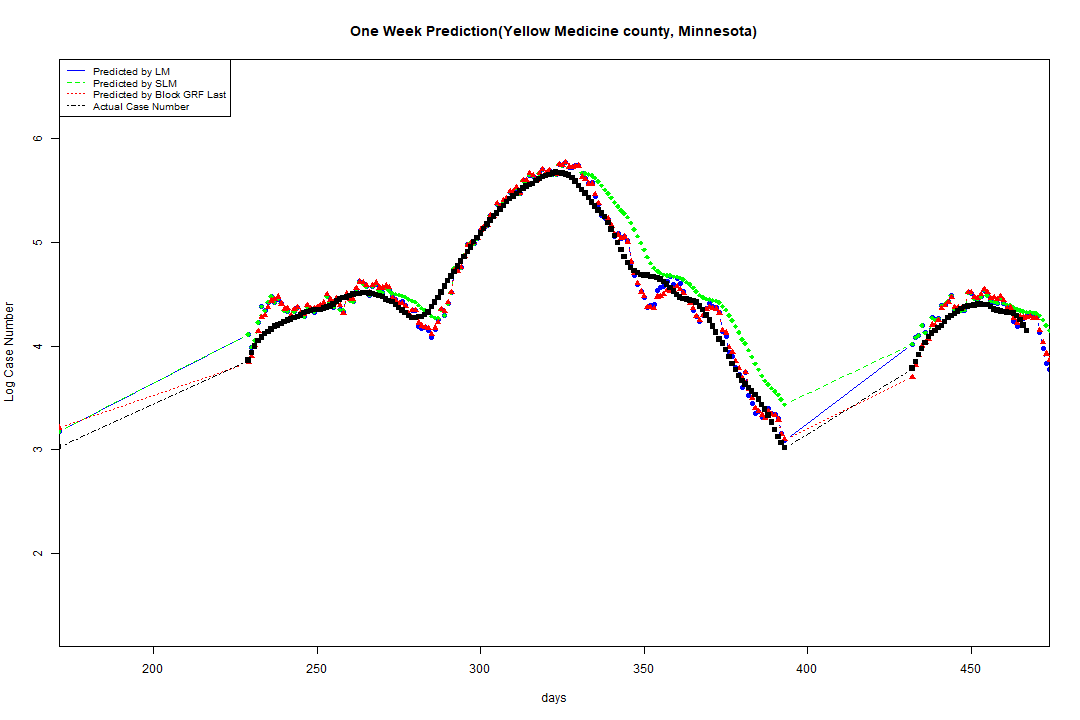 One Week Prediction(Yellow Medicine county, Minnesota)
Predicted by LM
Predicted by SLM
Predicted by Block GRF Last
Actual Case Number
Log Case Number
6
5
4
3
2
200 250 300 350 400 450
days